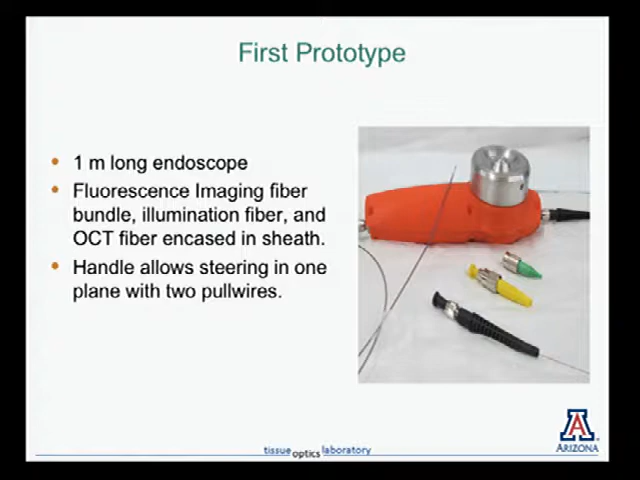 First Prototype
• 1 m long endoscope
• Fluorescence Imaging fiber
bundle, illumination fiber, and
OCT fiber encased in sheath.
• Handle allows steering in one
plane with two pullwires.
tissue optics laboratory
A
ARIZONA